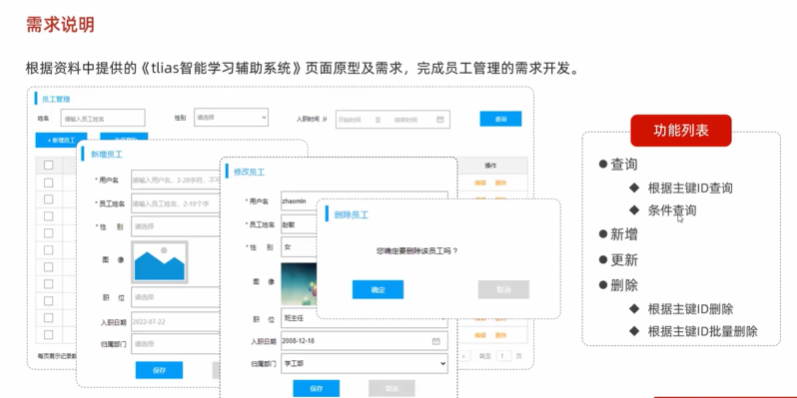 需求说明
根据资料中提供的《tlias智能学习辅助系统》页面原型及需求，完成员工管理的需求开发。
员工管理
姓名 请输入员工姓名 性别 请选择 入职时间 开始时间 至 结束时间 查询
+ 新增员工
操作
编辑 删除
新增员工
* 用户名 请输入用户名，2-20字符，不可
* 员工姓名 请输入员工姓名，2-10个字
* 性 别 请选择
图 像
职 位 请选择
入职日期 2022-07-22
归属部门 请选择
保存
修改员工
* 用户名 zhaomin
* 员工姓名 赵敏
* 性 别 女
图 像
职 位 班主任
入职日期 2008-12-18
归属部门 学工部
保存 取消
删除员工
您确定要删除该员工吗？
确定 取消
编辑 删除
跳至 1 页
功能列表
● 查询
◆ 根据主键ID查询
◆ 条件查询
● 新增
● 更新
● 删除
◆ 根据主键ID删除
◆ 根据主键ID批量删除